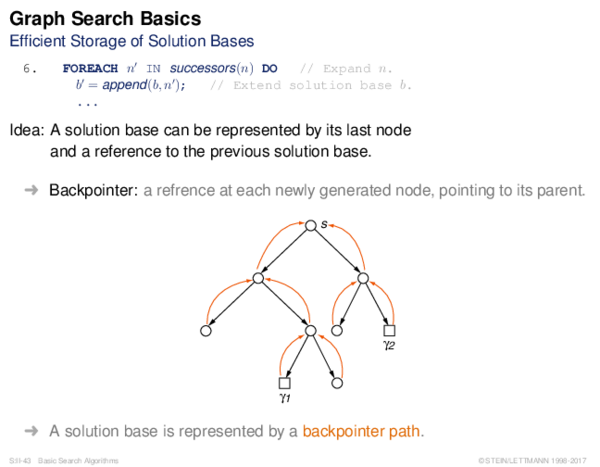 Graph Search Basics
Efficient Storage of Solution Bases
6. FOREACH n′ IN successors(n) DO // Expand n.
b′ = append(b, n′); // Extend solution base b.
...
Idea: A solution base can be represented by its last node
and a reference to the previous solution base.
➜ Backpointer: a refrence at each newly generated node, pointing to its parent.
s
γ2
γ1
➜ A solution base is represented by a backpointer path.
S:II-43 Basic Search Algorithms © STEIN/LETTMANN 1998-2017